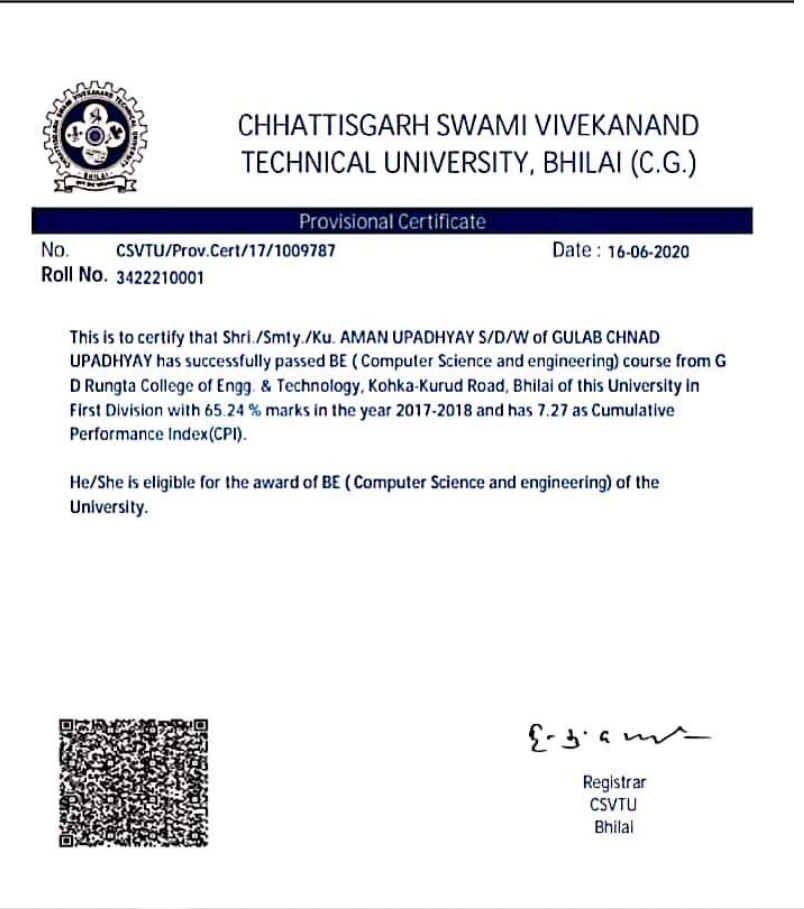 CHHATTISGARH SWAMI VIVEKANAND TECHNICAL UNIVERSITY
BHILAI
CHHATTISGARH SWAMI VIVEKANAND
TECHNICAL UNIVERSITY, BHILAI (C.G.)
Provisional Certificate
No. CSVTU/Prov.Cert/17/1009787 Date : 16-06-2020
Roll No. 3422210001
This is to certify that Shri./Smty./Ku. AMAN UPADHYAY S/D/W of GULAB CHNAD
UPADHYAY has successfully passed BE ( Computer Science and engineering) course from G
D Rungta College of Engg. & Technology, Kohka-Kurud Road, Bhilai of this University in
First Division with 65.24 % marks in the year 2017-2018 and has 7.27 as Cumulative
Performance Index(CPI).
He/She is eligible for the award of BE ( Computer Science and engineering) of the
University.
Registrar
CSVTU
Bhilai